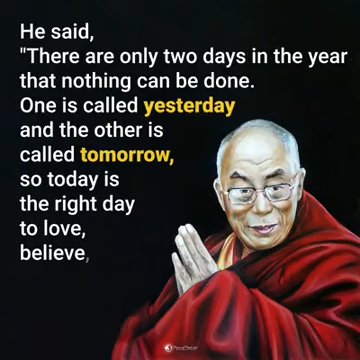 He said,
"There are only two days in the year
that nothing can be done.
One is called yesterday
and the other is
called tomorrow,
so today is
the right day
to love,
believe,